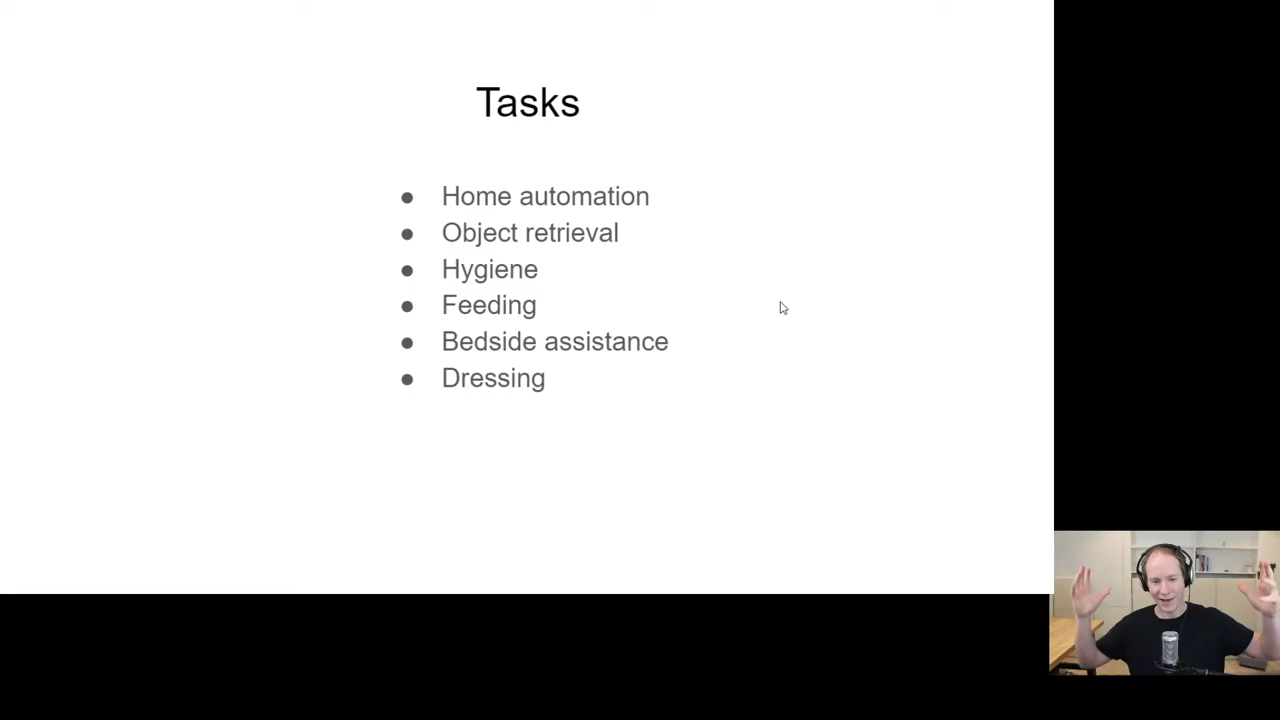 Tasks
● Home automation
● Object retrieval
● Hygiene
● Feeding
● Bedside assistance
● Dressing